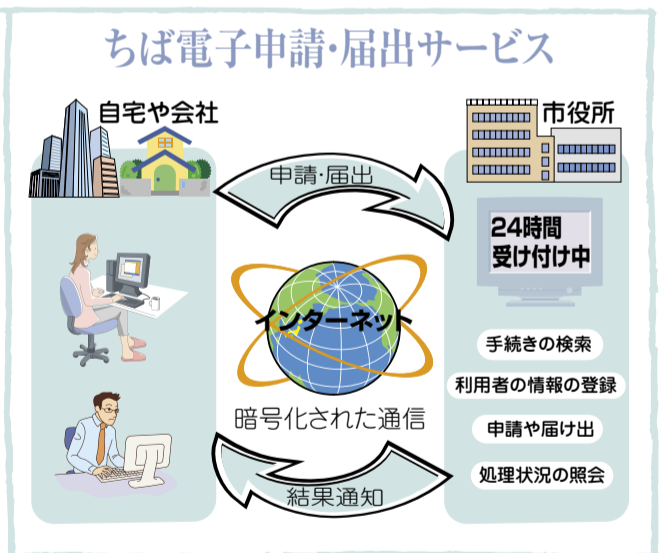 ちば電子申請・届出サービス
自宅や会社
市役所
申請・届出
24時間
受け付け中
インターネット
手続きの検索
利用者の情報の登録
暗号化された通信
申請や届け出
処理状況の照会
結果通知